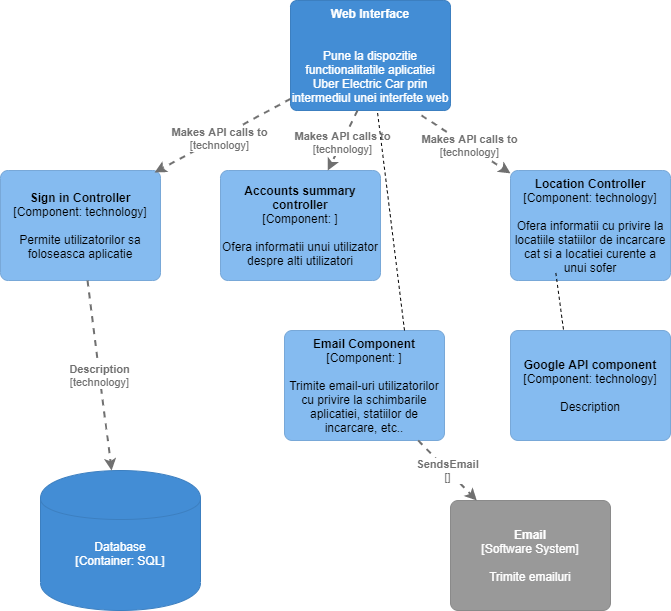 Web Interface
Pune la dispozitie
functionalitatile aplicatiei
Uber Electric Car prin
intermediul unei interfete web
Makes API calls to
[technology]
Makes API calls to
[technology]
Makes API calls to
[technology]
Sign in Controller
[Component: technology]
Permite utilizatorilor sa
foloseasca aplicatie
Accounts summary
controller
[Component: ]
Ofera informatii unui utilizator
despre alti utilizatori
Location Controller
[Component: technology]
Ofera informatii cu privire la
locatiile statiilor de incarcare
cat si a locatiei curente a
unui sofer
Description
[technology]
Email Component
[Component: ]
Trimite email-uri utilizatorilor
cu privire la schimbarile
aplicatiei, statiilor de
incarcare, etc..
Google API component
[Component: technology]
Description
SendsEmail
[]
Database
[Container: SQL]
Email
[Software System]
Trimite emailuri